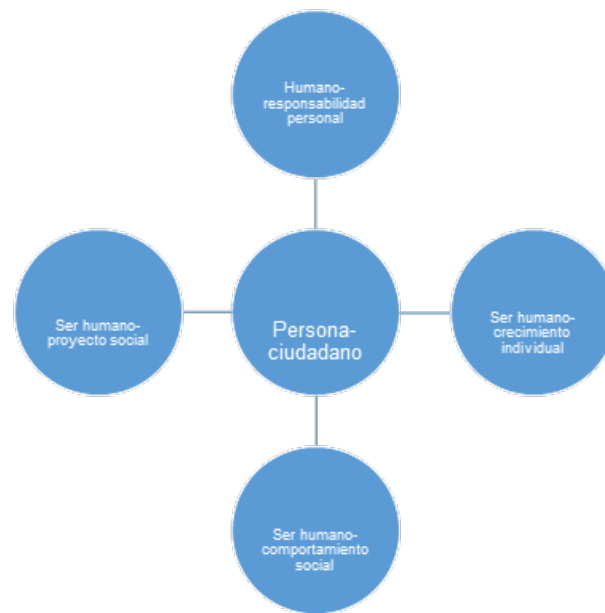 Humano-
responsabilidad
personal
Ser humano-
proyecto social
Persona-
ciudadano
Ser humano-
crecimiento
individual
Ser humano-
comportamiento
social